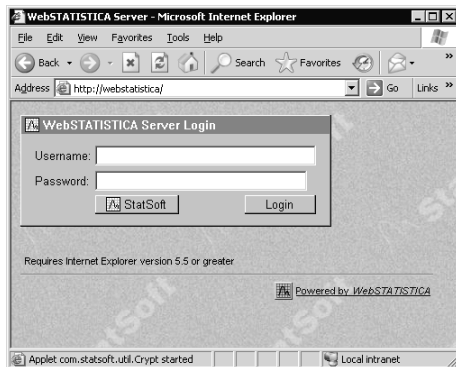 WebSTATISTICA Server - Microsoft Internet Explorer
File Edit View Favorites Tools Help
Back Search Favorites »
Address http://webstatistica/ Go Links »
WebSTATISTICA Server Login
Username:
Password:
StatSoft Login
Requires Internet Explorer version 5.5 or greater
Powered by WebSTATISTICA
Applet com.statsoft.util.Crypt started Local intranet
StatSoft